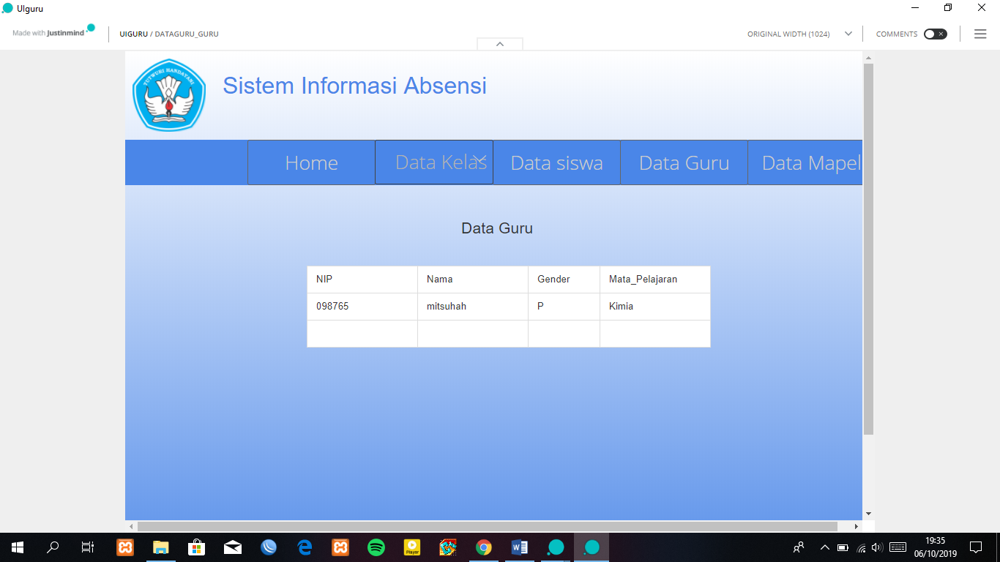 UIguru
Made with Justinmind
UIGURU / DATAGURU_GURU
ORIGINAL WIDTH (1024)
COMMENTS
TUTWURI HANDAYANI
Sistem Informasi Absensi
Home
Data Kelas
Data siswa
Data Guru
Data Mapel
Data Guru
NIP Nama Gender Mata_Pelajaran
098765 mitsuhah P Kimia
Player
19:35
06/10/2019